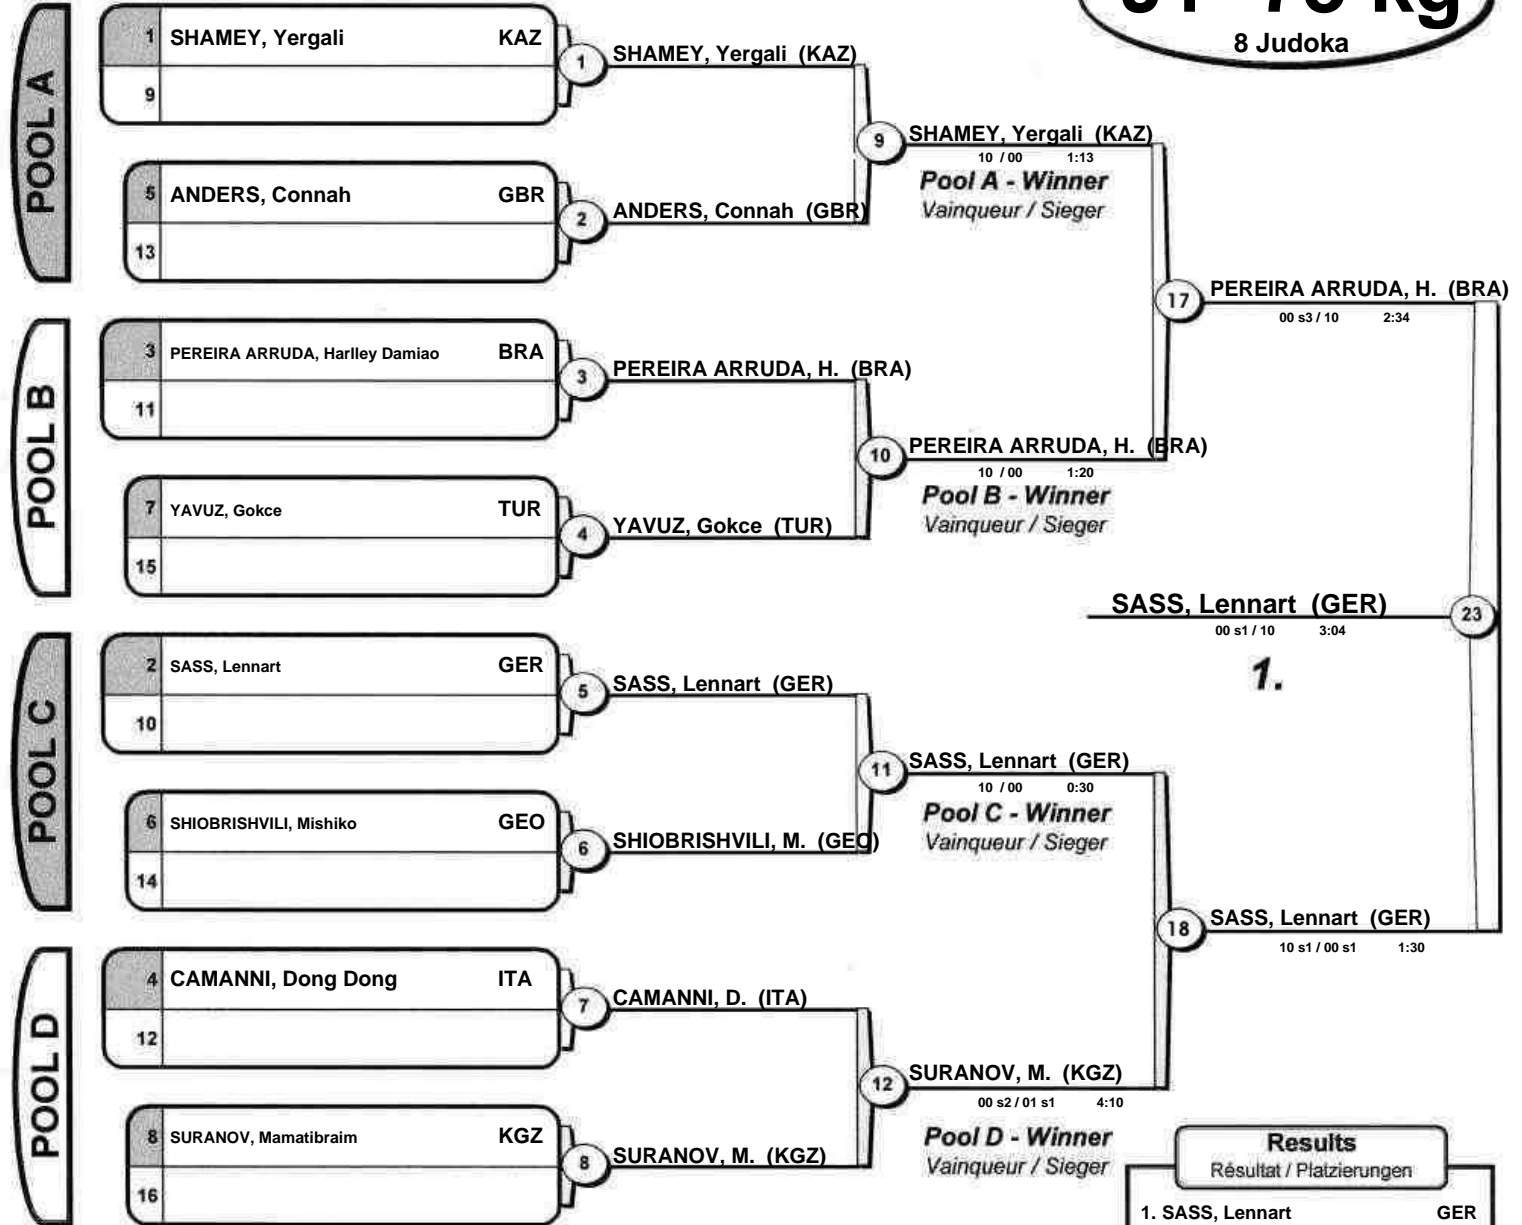 8 Judoka
POOL A
1 SHAMEY, Yergali KAZ
9
1
SHAMEY, Yergali (KAZ)
5 ANDERS, Connah GBR
13
2
ANDERS, Connah (GBR)
9
SHAMEY, Yergali (KAZ)
10 / 00 1:13
Pool A - Winner
Vainqueur / Sieger
POOL B
3 PEREIRA ARRUDA, Harlley Damiao BRA
11
3
PEREIRA ARRUDA, H. (BRA)
7 YAVUZ, Gokce TUR
15
4
YAVUZ, Gokce (TUR)
10
PEREIRA ARRUDA, H. (BRA)
10 / 00 1:20
Pool B - Winner
Vainqueur / Sieger
17
PEREIRA ARRUDA, H. (BRA)
00 s3 / 10 2:34
SASS, Lennart (GER)
00 s1 / 10 3:04
23
1.
POOL C
2 SASS, Lennart GER
10
5
SASS, Lennart (GER)
6 SHIOBRISHVILI, Mishiko GEO
14
6
SHIOBRISHVILI, M. (GEO)
11
SASS, Lennart (GER)
10 / 00 0:30
Pool C - Winner
Vainqueur / Sieger
18
SASS, Lennart (GER)
10 s1 / 00 s1 1:30
POOL D
4 CAMANNI, Dong Dong ITA
12
7
CAMANNI, D. (ITA)
8 SURANOV, Mamatibraim KGZ
16
8
SURANOV, M. (KGZ)
12
SURANOV, M. (KGZ)
00 s2 / 01 s1 4:10
Pool D - Winner
Vainqueur / Sieger
Results
Résultat / Platzierungen
1. SASS, Lennart GER